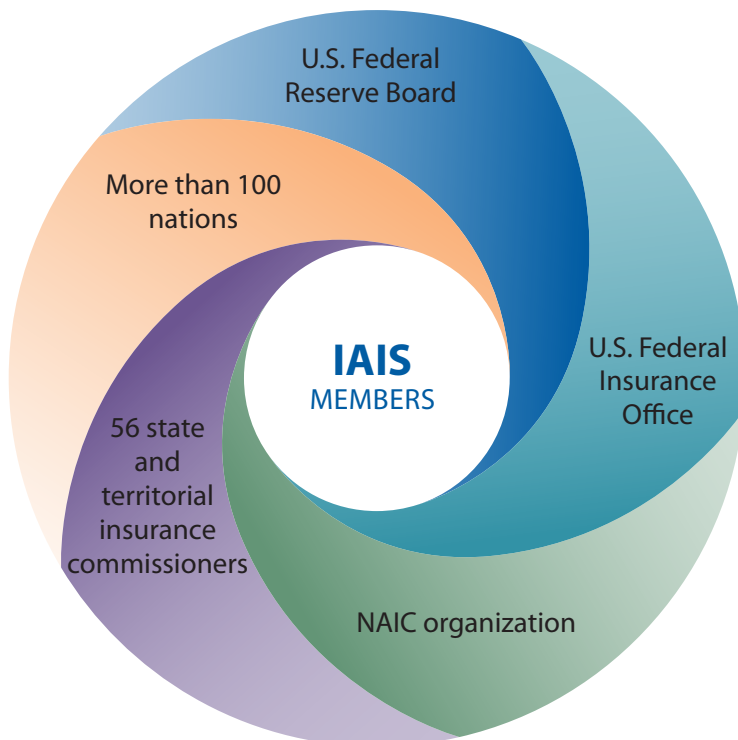 U.S. Federal
Reserve Board
More than 100
nations
IAIS
MEMBERS
U.S. Federal
Insurance
Office
56 state
and
territorial
insurance
commissioners
NAIC organization